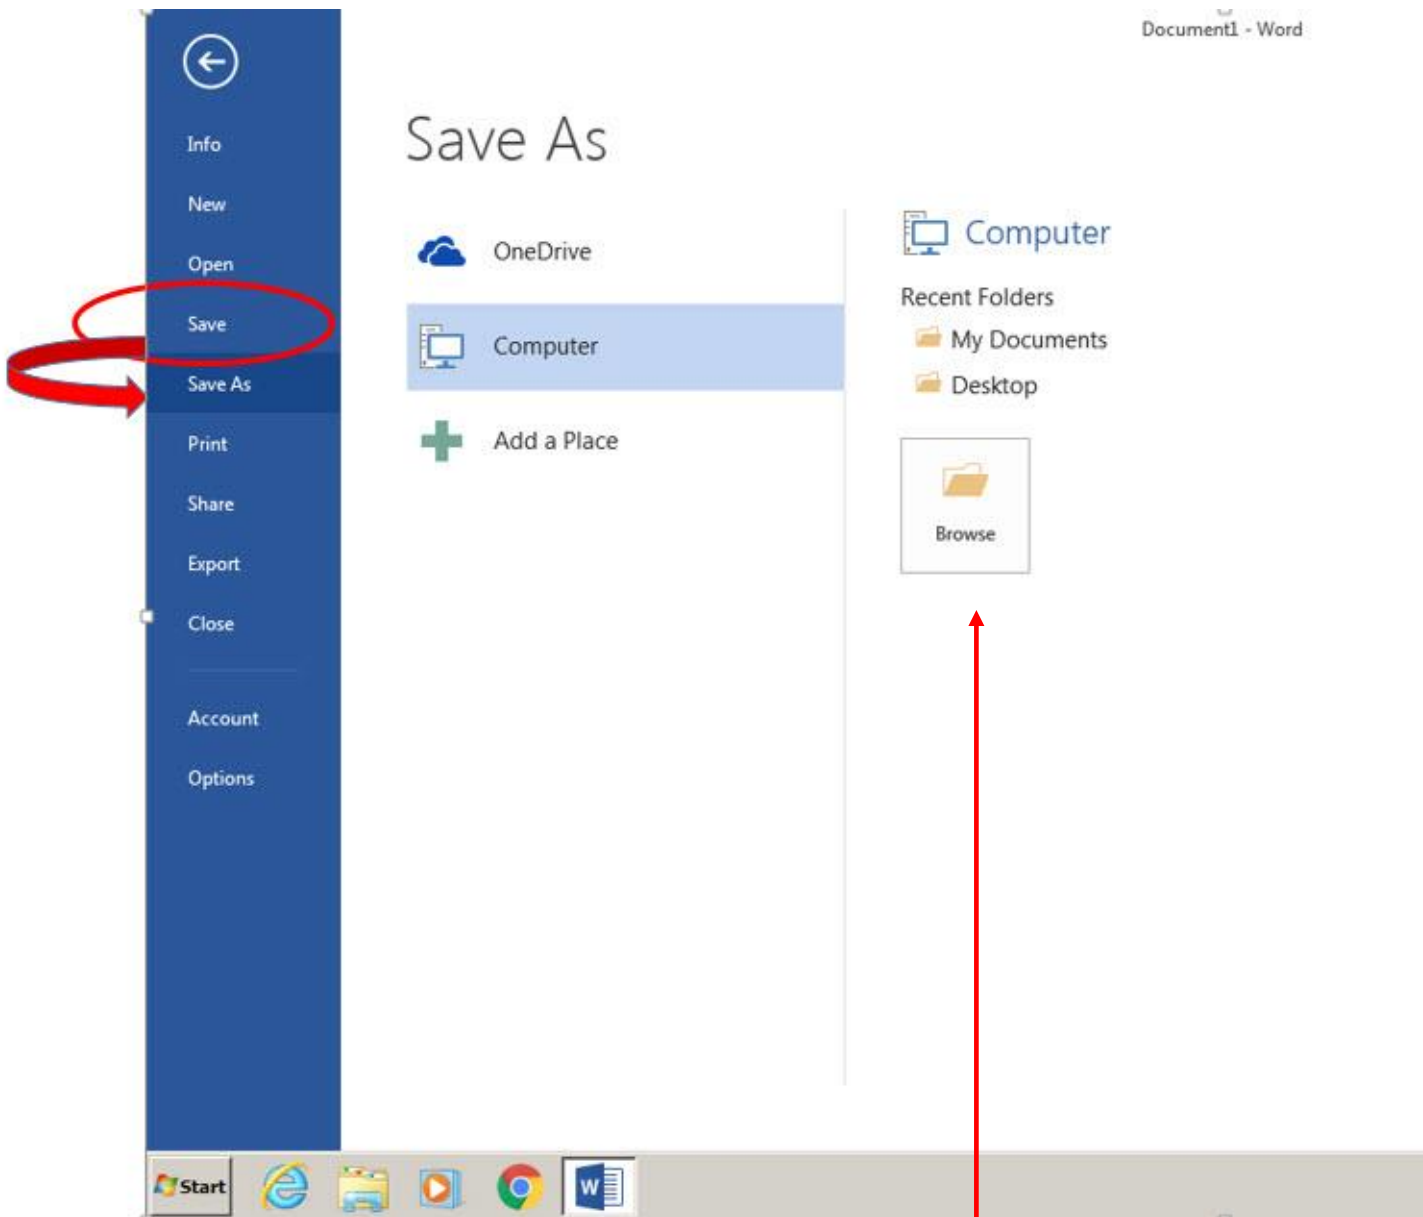 Document1 - Word
Info
New
Open
Save
Save As
Print
Share
Export
Close
Account
Options
Save As
OneDrive
Computer
Add a Place
Computer
Recent Folders
My Documents
Desktop
Browse
Start
W